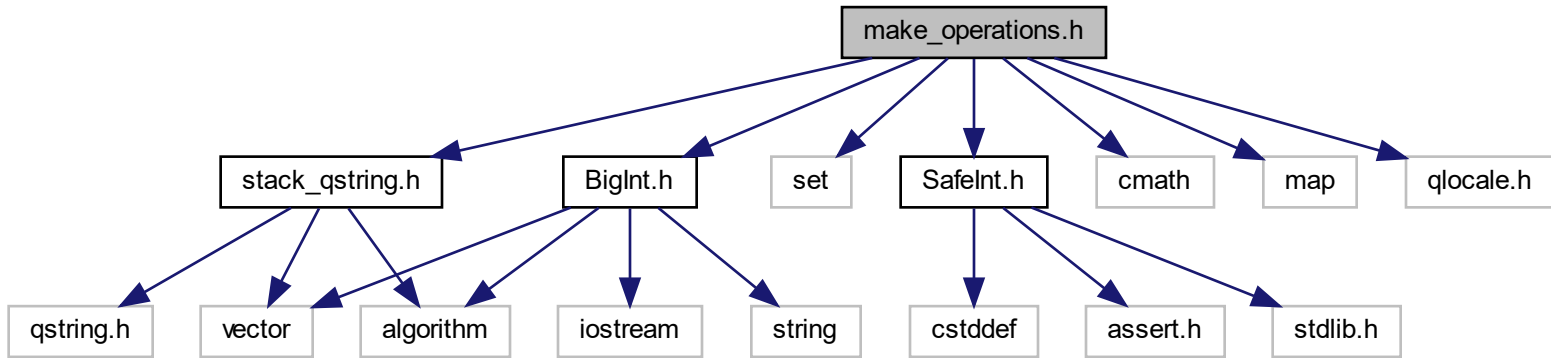 make_operations.h
stack_qstring.h
BigInt.h
set
SafeInt.h
cmath
map
qlocale.h
qstring.h
vector
algorithm
iostream
string
cstddef
assert.h
stdlib.h